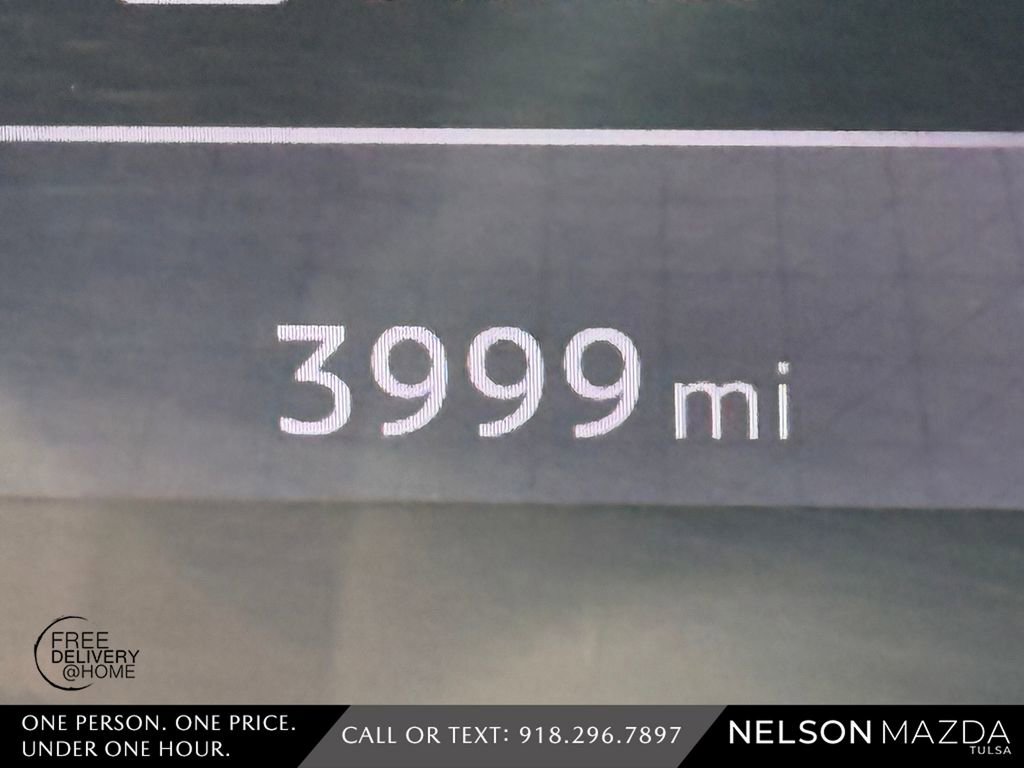 3999 mi
FREE
DELIVERY
@HOME
ONE PERSON. ONE PRICE.
UNDER ONE HOUR.
CALL OR TEXT: 918.296.7897
NELSON MAZDA
TULSA